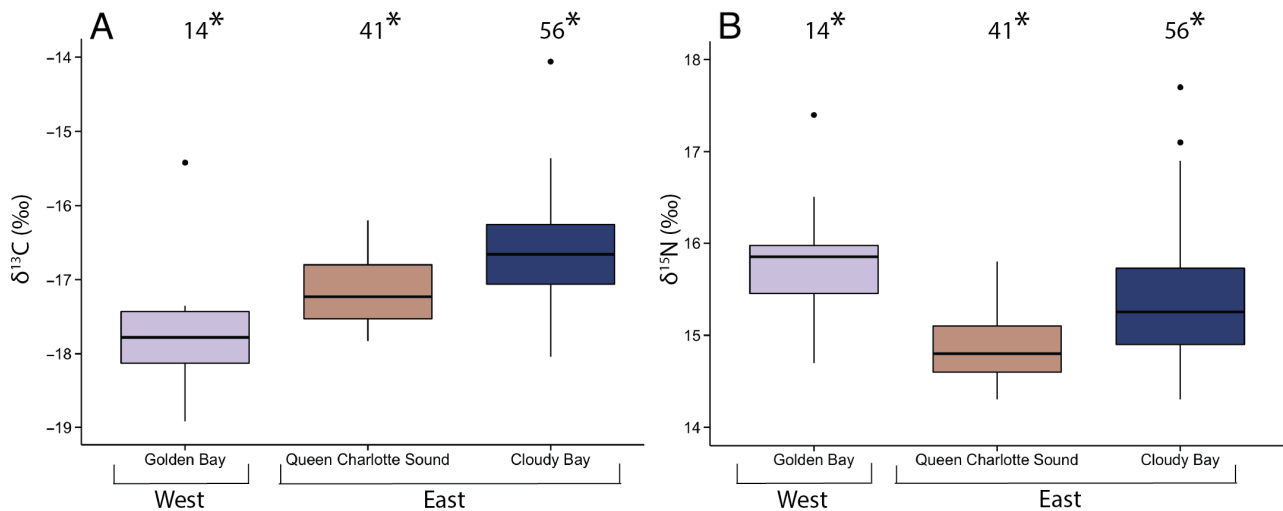 A 14* 41* 56*
δ¹³C (‰)
−14
−15
−16
−17
−18
−19
Golden Bay Queen Charlotte Sound Cloudy Bay
West East
B 14* 41* 56*
δ¹⁵N (‰)
18
17
16
15
14
Golden Bay Queen Charlotte Sound Cloudy Bay
West East